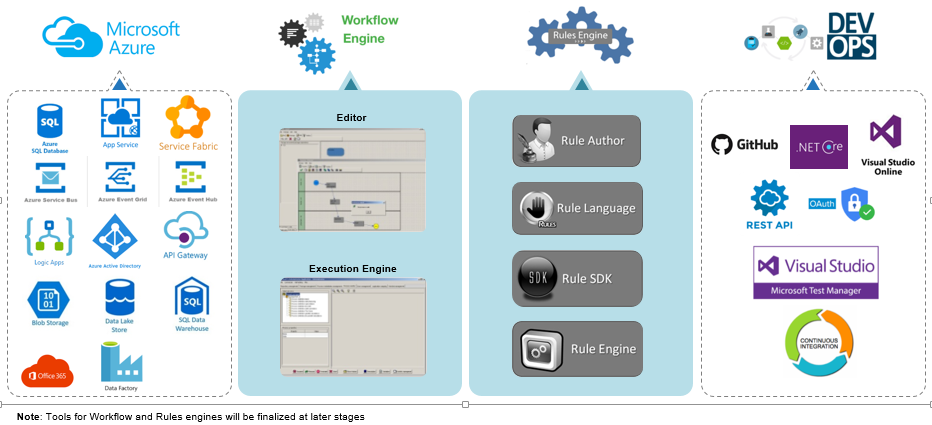 Microsoft
Azure
Workflow
Engine
Rules Engine
DEV
OPS
SQL
Azure
SQL Database
App Service
Service Fabric
Azure Service Bus
Azure Event Grid
Azure Event Hub
Logic Apps
Azure Active Directory
API Gateway
10
01
Blob Storage
Data Lake
Store
SQL
SQL Data
Warehouse
Office 365
Data Factory
Editor
Execution Engine
Rule Author
RULES
Rule Language
SDK
Rule SDK
Rule Engine
GitHub
.NET Core
Visual Studio
Online
REST API
OAuth
Visual Studio
Microsoft Test Manager
CONTINUOUS
INTEGRATION
Note: Tools for Workflow and Rules engines will be finalized at later stages